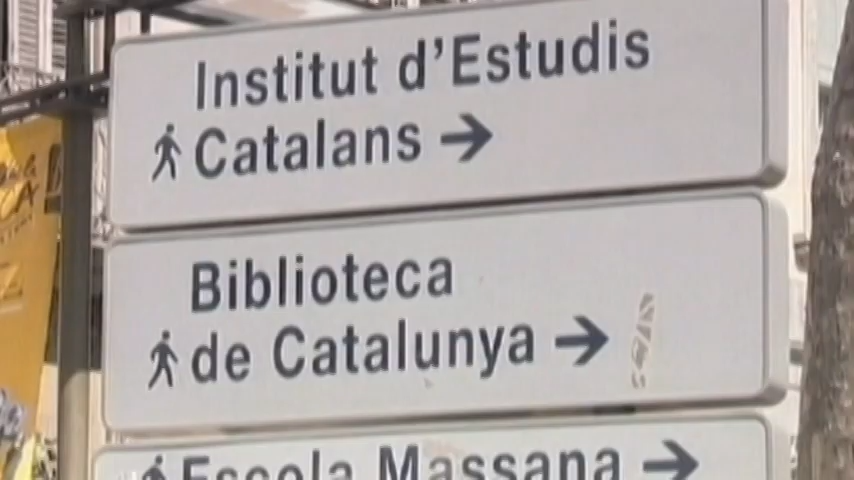 Institut d'Estudis
Catalans →
Biblioteca
de Catalunya →
Escola Massana →